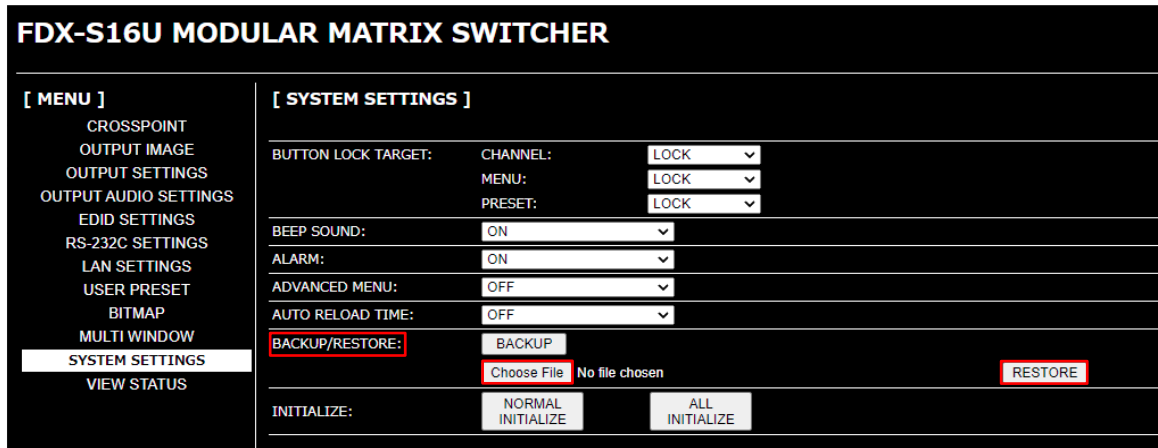 FDX-S16U MODULAR MATRIX SWITCHER
[ MENU ]
CROSSPOINT
OUTPUT IMAGE
OUTPUT SETTINGS
OUTPUT AUDIO SETTINGS
EDID SETTINGS
RS-232C SETTINGS
LAN SETTINGS
USER PRESET
BITMAP
MULTI WINDOW
SYSTEM SETTINGS
VIEW STATUS
[ SYSTEM SETTINGS ]
BUTTON LOCK TARGET: CHANNEL: LOCK
MENU: LOCK
PRESET: LOCK
BEEP SOUND: ON
ALARM: ON
ADVANCED MENU: OFF
AUTO RELOAD TIME: OFF
BACKUP/RESTORE: BACKUP
Choose File No file chosen RESTORE
INITIALIZE: NORMAL INITIALIZE ALL INITIALIZE